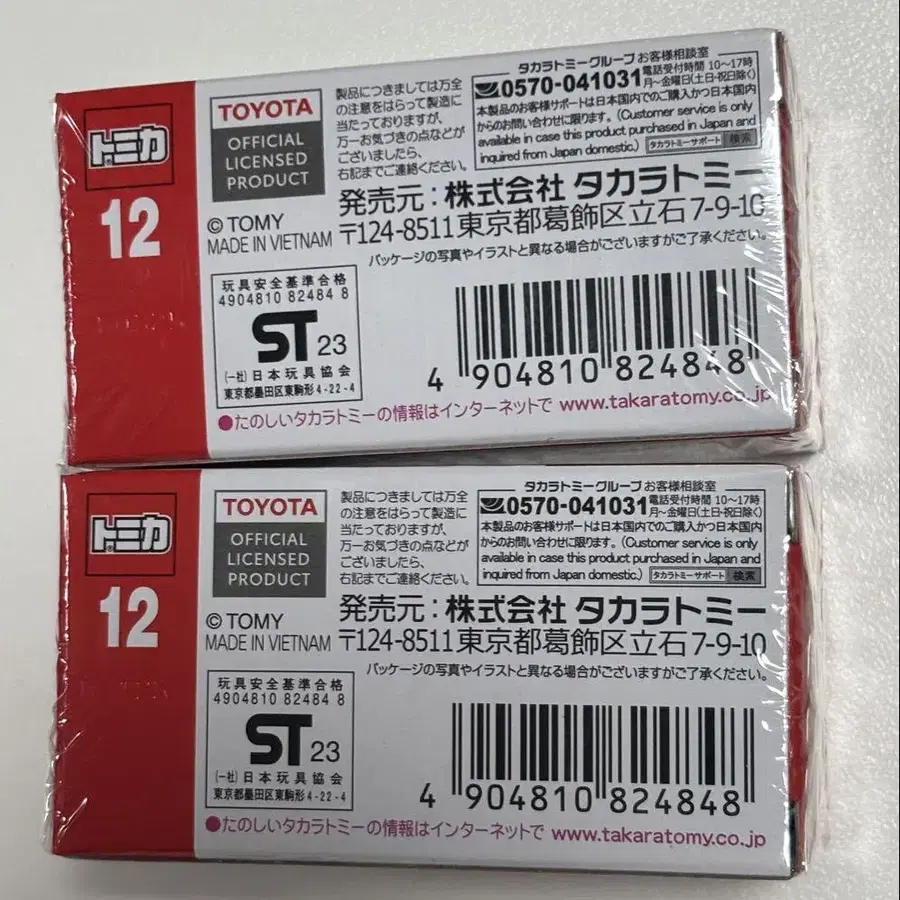 トミカ
12
TOYOTA
OFFICIAL
LICENSED
PRODUCT
© TOMY
MADE IN VIETNAM
製品につきましては万全
の注意をはらって製造に
当たっておりますが、
万一お気づきの点などが
ございましたら、
右記までご連絡ください。
タカラトミーグループ お客様相談室
0570-041031 電話受付時間 10〜17時
月〜金曜日(土日・祝日除く)
本製品のお客様サポートは日本国内でのご購入かつ日本国内
からのお問い合わせに限ります。(Customer service is only
available in case this product purchased in Japan and
inquired from Japan domestic.) タカラトミーサポート 検索
発売元：株式会社 タカラトミー
〒124-8511 東京都葛飾区立石 7-9-10
パッケージの写真やイラストと異なる場合がございますがご了承ください。
玩具安全基準合格
4904810 82484 8
ST 23
(一社)日本玩具協会
東京都墨田区東駒形 4-22-4
4 904810 824848
●たのしいタカラトミーの情報はインターネットで www.takaratomy.co.jp
トミカ
12
TOYOTA
OFFICIAL
LICENSED
PRODUCT
© TOMY
MADE IN VIETNAM
製品につきましては万全
の注意をはらって製造に
当たっておりますが、
万一お気づきの点などが
ございましたら、
右記までご連絡ください。
タカラトミーグループ お客様相談室
0570-041031 電話受付時間 10〜17時
月〜金曜日(土日・祝日除く)
本製品のお客様サポートは日本国内でのご購入かつ日本国内
からのお問い合わせに限ります。(Customer service is only
available in case this product purchased in Japan and
inquired from Japan domestic.) タカラトミーサポート 検索
発売元：株式会社 タカラトミー
〒124-8511 東京都葛飾区立石 7-9-10
パッケージの写真やイラストと異なる場合がございますがご了承ください。
玩具安全基準合格
4904810 82484 8
ST 23
(一社)日本玩具協会
東京都墨田区東駒形 4-22-4
4 904810 824848
●たのしいタカラトミーの情報はインターネットで www.takaratomy.co.jp